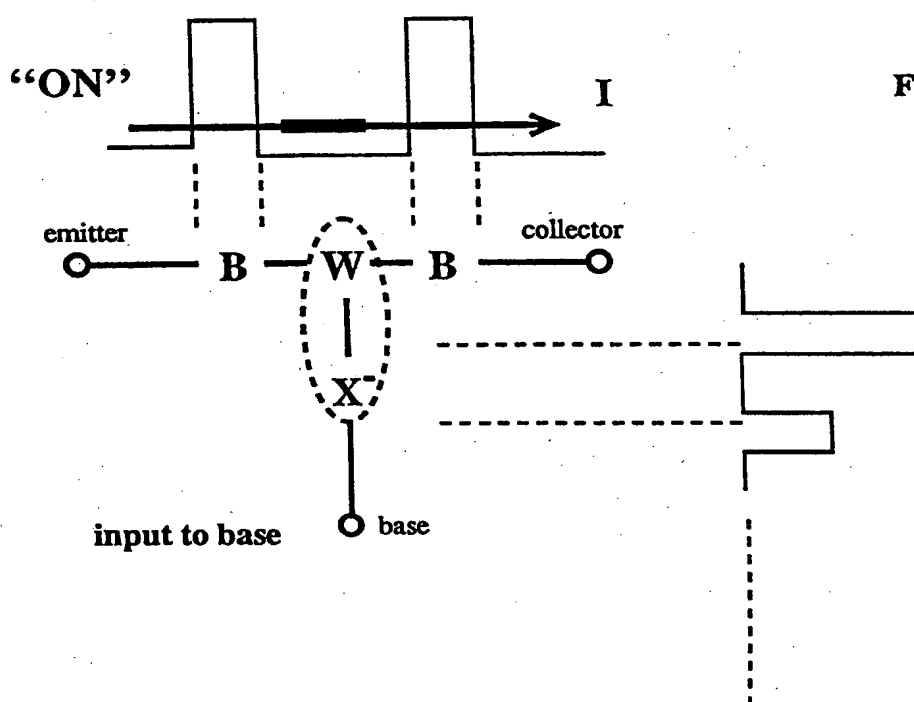 “ON”
I
F
emitter
collector
B W B
X⁻
input to base
base